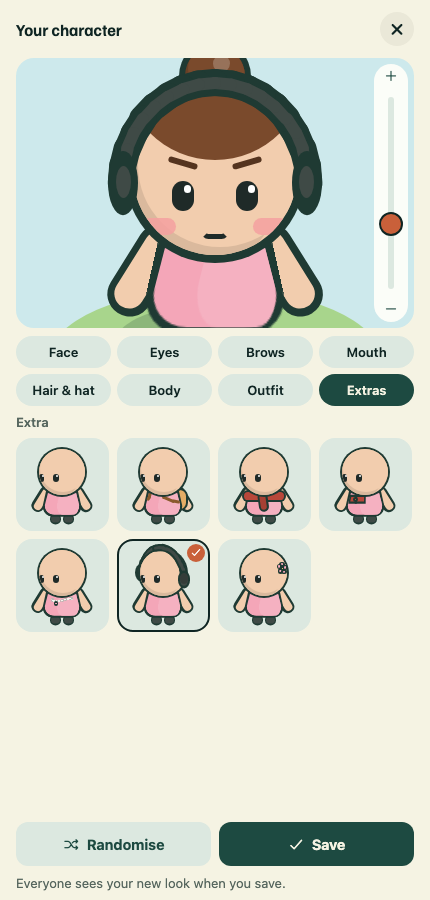 Your character
Face
Eyes
Brows
Mouth
Hair & hat
Body
Outfit
Extras
Extra
Randomise
Save
Everyone sees your new look when you save.